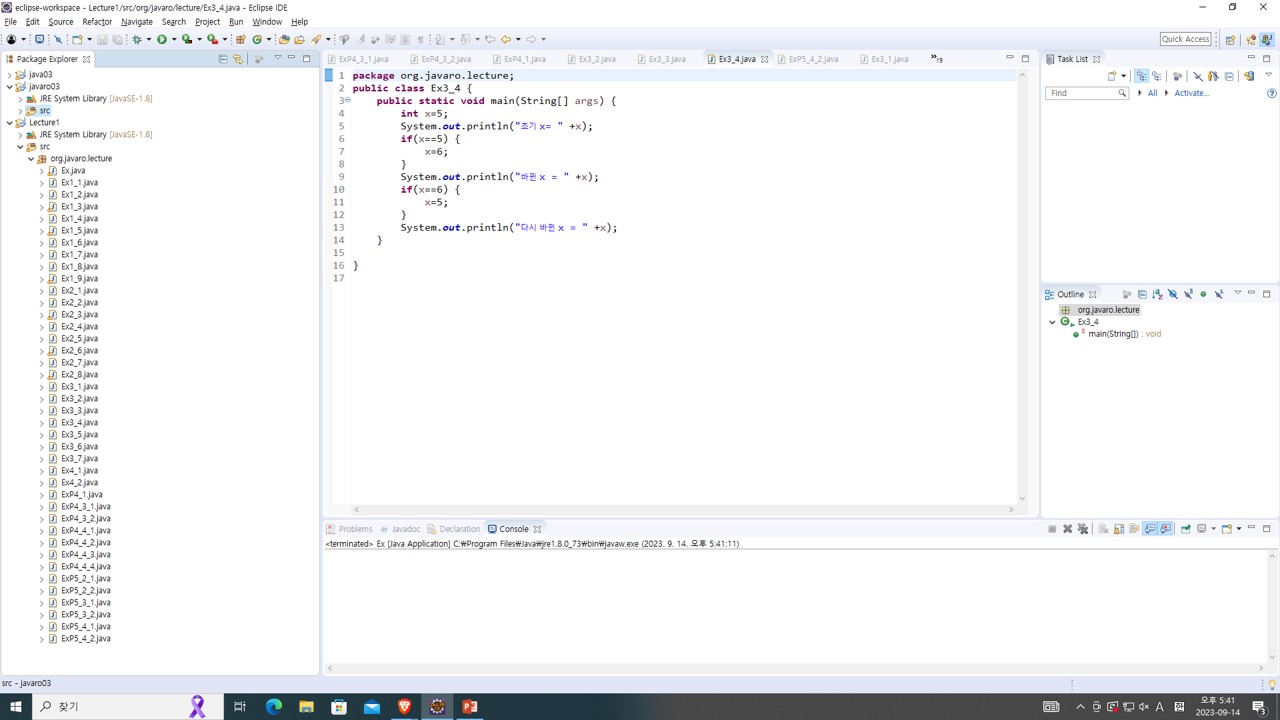 eclipse-workspace - Lecture1/src/org/javaro/lecture/Ex3_4.java - Eclipse IDE
File Edit Source Refactor Navigate Search Project Run Window Help
Quick Access
Package Explorer
java03
javaro03
JRE System Library [JavaSE-1.8]
src
Lecture1
JRE System Library [JavaSE-1.8]
src
org.javaro.lecture
Ex.java
Ex1_1.java
Ex1_2.java
Ex1_3.java
Ex1_4.java
Ex1_5.java
Ex1_6.java
Ex1_7.java
Ex1_8.java
Ex1_9.java
Ex2_1.java
Ex2_2.java
Ex2_3.java
Ex2_4.java
Ex2_5.java
Ex2_6.java
Ex2_7.java
Ex2_8.java
Ex3_1.java
Ex3_2.java
Ex3_3.java
Ex3_4.java
Ex3_5.java
Ex3_6.java
Ex3_7.java
Ex4_1.java
Ex4_2.java
ExP4_1.java
ExP4_3_1.java
ExP4_3_2.java
ExP4_4_1.java
ExP4_4_2.java
ExP4_4_3.java
ExP4_4_4.java
ExP5_2_1.java
ExP5_2_2.java
ExP5_3_1.java
ExP5_3_2.java
ExP5_4_1.java
ExP5_4_2.java
ExP4_3_1.java ExP4_3_2.java ExP4_1.java Ex3_2.java Ex3_3.java Ex3_4.java ExP5_4_2.java Ex3_1.java »19
1 package org.javaro.lecture;
2 public class Ex3_4 {
3 public static void main(String[] args) {
4 int x=5;
5 System.out.println("초기 x= " +x);
6 if(x==5) {
7 x=6;
8 }
9 System.out.println("바뀐 x = " +x);
10 if(x==6) {
11 x=5;
12 }
13 System.out.println("다시 바뀐 x = " +x);
14 }
15
16 }
17
Task List
Find All Activate...
Outline
org.javaro.lecture
Ex3_4
main(String[]) : void
Problems Javadoc Declaration Console
<terminated> Ex [Java Application] C:₩Program Files₩Java₩jre1.8.0_73₩bin₩javaw.exe (2023. 9. 14. 오후 5:41:11)
src - javaro03
찾기
A 漢
오후 5:41
2023-09-14
3